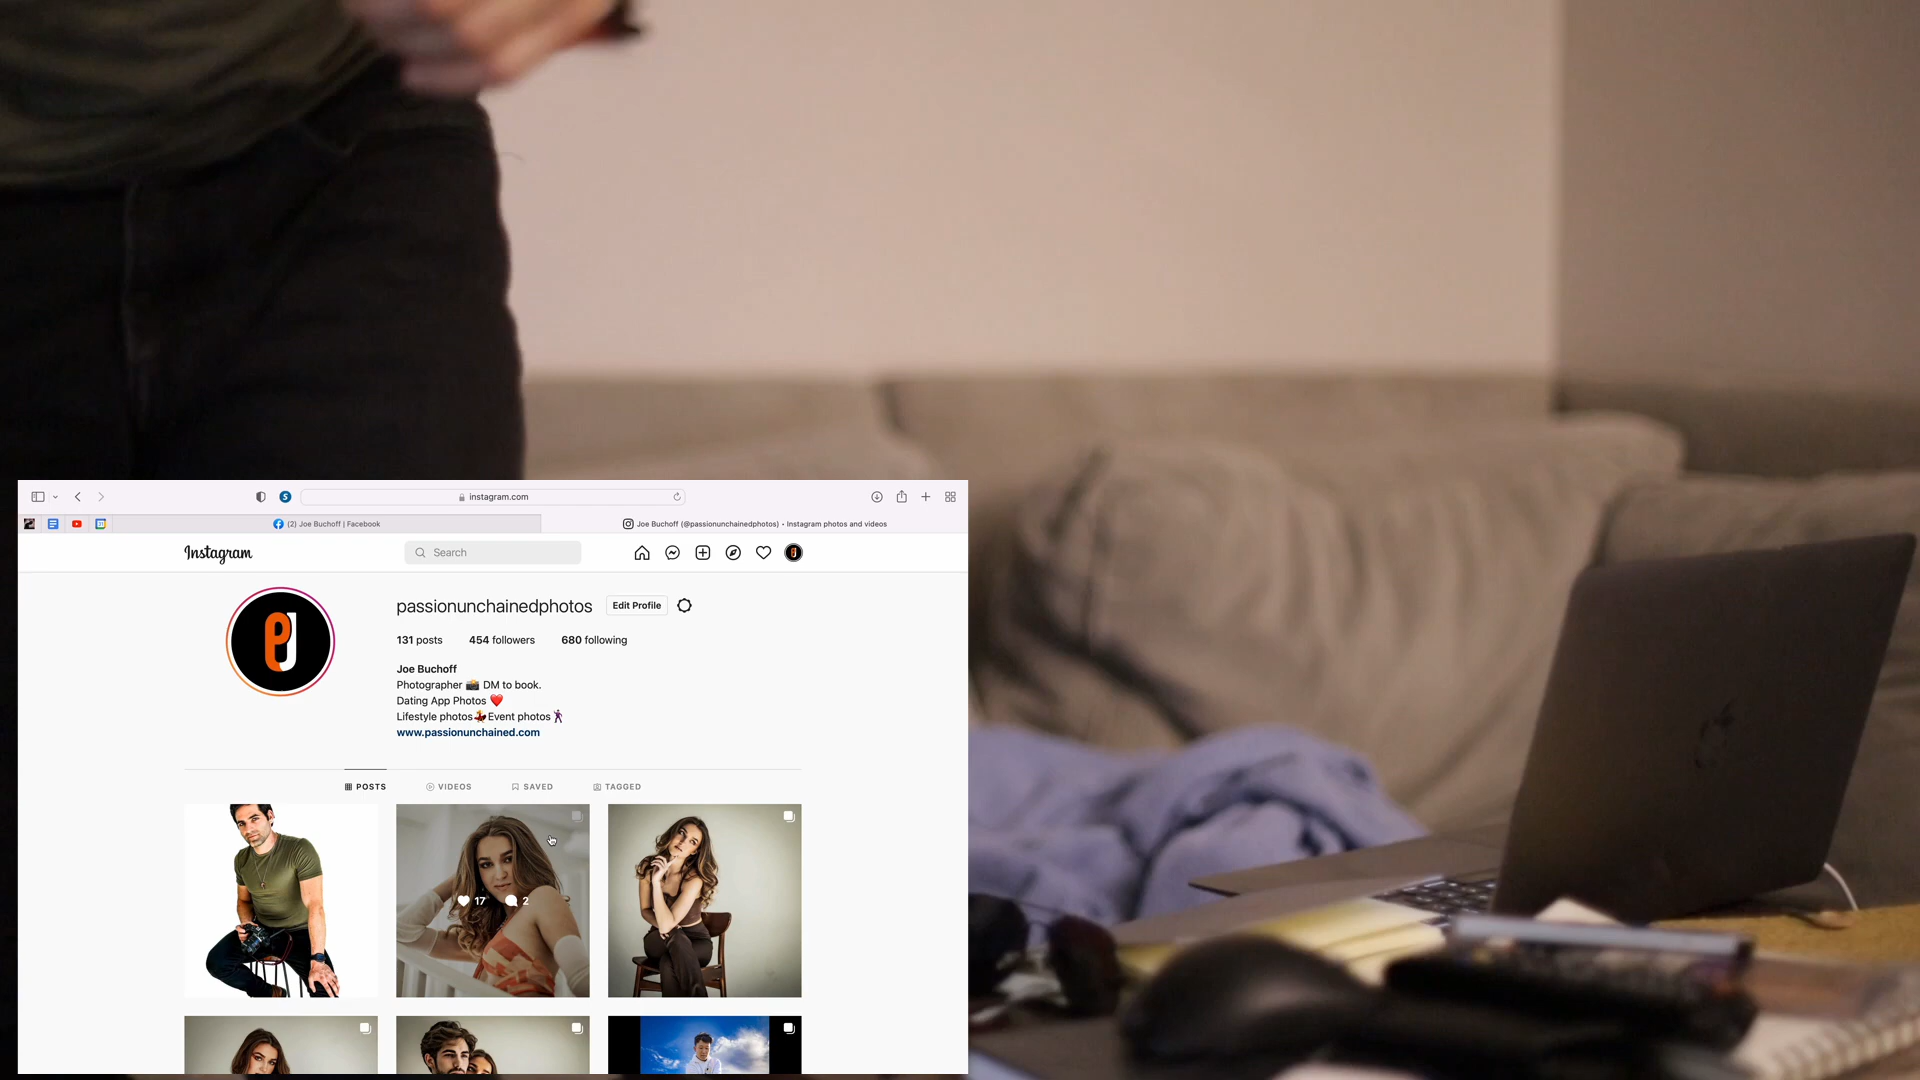 instagram.com
(2) Joe Buchoff | Facebook
Joe Buchoff (@passionunchainedphotos) • Instagram photos and videos
Instagram
Search
passionunchainedphotos
Edit Profile
131 posts
454 followers
680 following
Joe Buchoff
Photographer 📸 DM to book.
Dating App Photos ❤️
Lifestyle photos💃Event photos🕺
www.passionunchained.com
POSTS
VIDEOS
SAVED
TAGGED
17
2